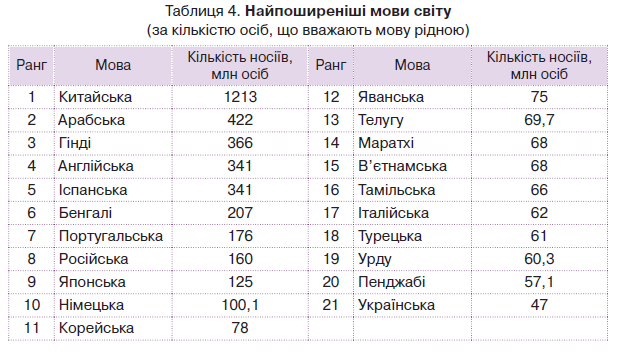 Таблиця 4. Найпоширеніші мови світу
(за кількістю осіб, що вважають мову рідною)
Ранг Мова Кількість носіїв, млн осіб Ранг Мова Кількість носіїв, млн осіб
1 Китайська 1213 12 Яванська 75
2 Арабська 422 13 Телугу 69,7
3 Гінді 366 14 Маратхі 68
4 Англійська 341 15 В’єтнамська 68
5 Іспанська 341 16 Тамільська 66
6 Бенгалі 207 17 Італійська 62
7 Португальська 176 18 Турецька 61
8 Російська 160 19 Урду 60,3
9 Японська 125 20 Пенджабі 57,1
10 Німецька 100,1 21 Українська 47
11 Корейська 78